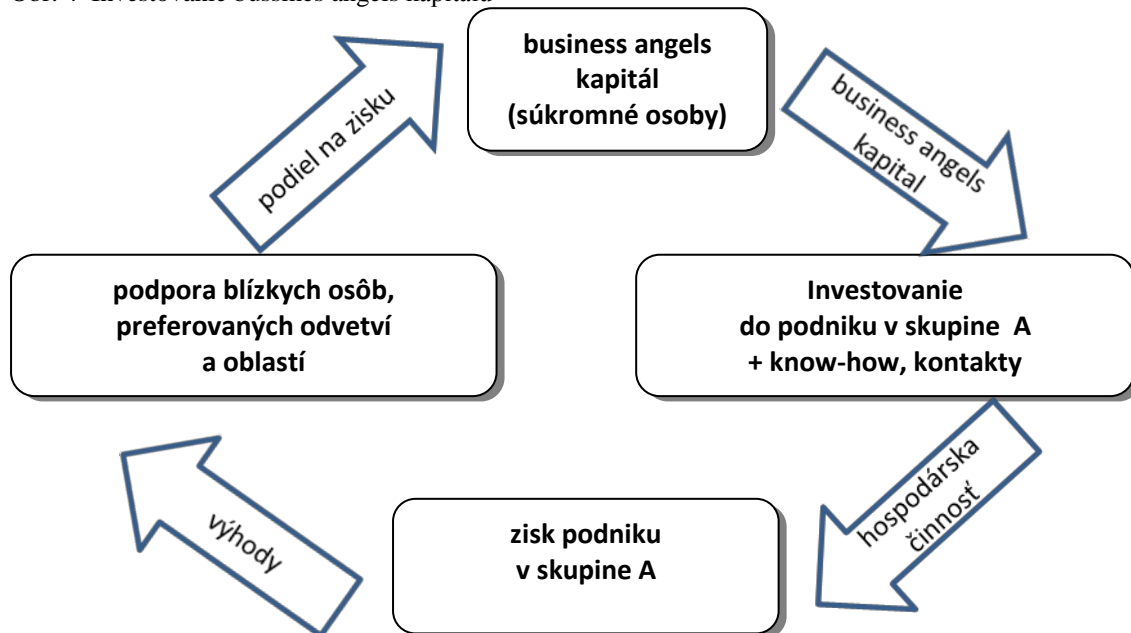 business angels
kapitál
(súkromné osoby)
podiel na zisku
business angels
kapital
podpora blízkych osôb,
preferovaných odvetví
a oblastí
Investovanie
do podniku v skupine A
+ know-how, kontakty
výhody
zisk podniku
v skupine A
hospodárska
činnosť